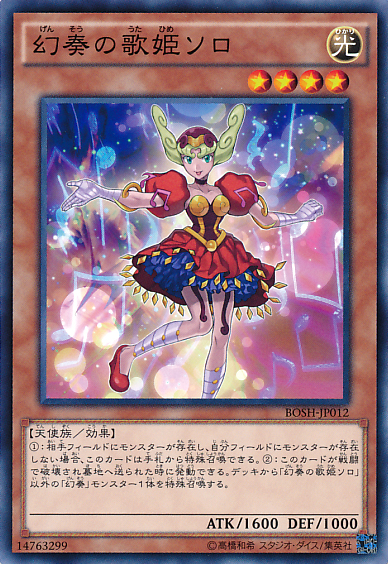 幻奏の歌姫ソロ
光
BOSH-JP012
【天使族／効果】
①：相手フィールドにモンスターが存在し、自分フィールドにモンスターが存在
しない場合、このカードは手札から特殊召喚できる。②：このカードが戦闘
で破壊され墓地へ送られた時に発動できる。デッキから「幻奏の歌姫ソロ」
以外の「幻奏」モンスター１体を特殊召喚する。
ATK/1600 DEF/1000
14763299 ©高橋和希 スタジオ・ダイス/集英社